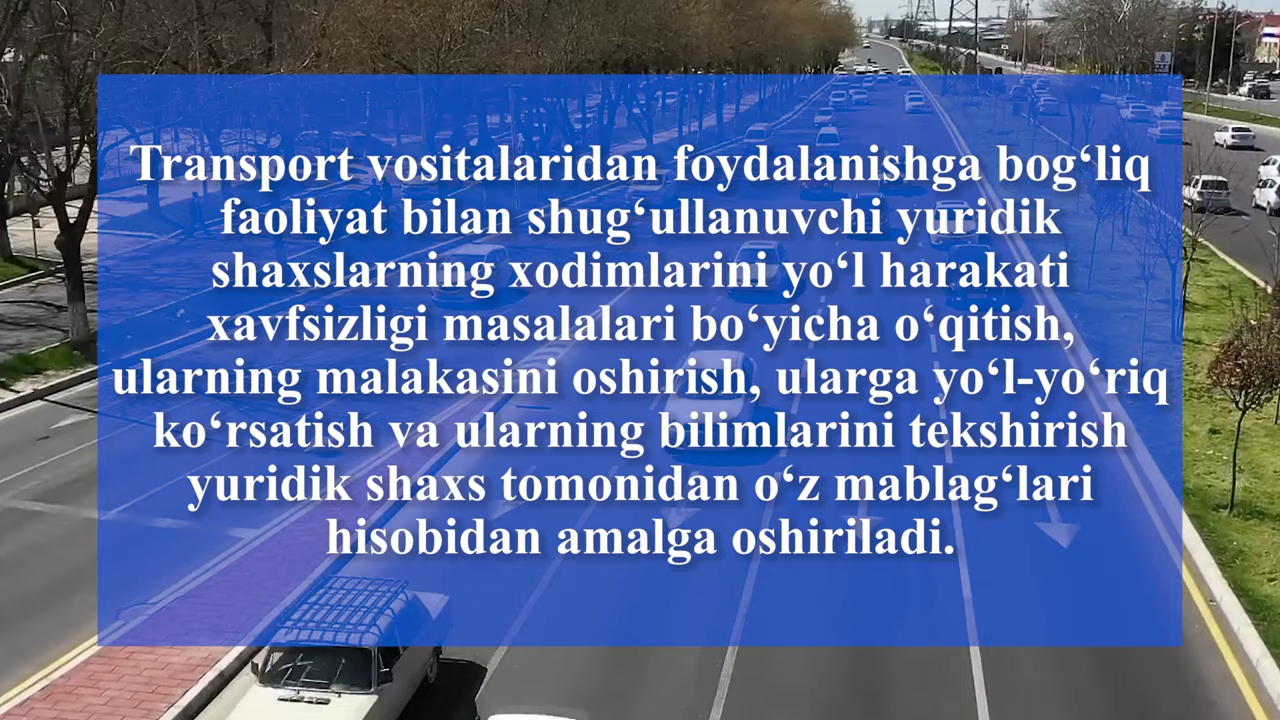 Transport vositalaridan foydalanishga bog‘liq
faoliyat bilan shug‘ullanuvchi yuridik
shaxslarning xodimlarini yo‘l harakati
xavfsizligi masalalari bo‘yicha o‘qitish,
ularning malakasini oshirish, ularga yo‘l-yo‘riq
ko‘rsatish va ularning bilimlarini tekshirish
yuridik shaxs tomonidan o‘z mablag‘lari
hisobidan amalga oshiriladi.